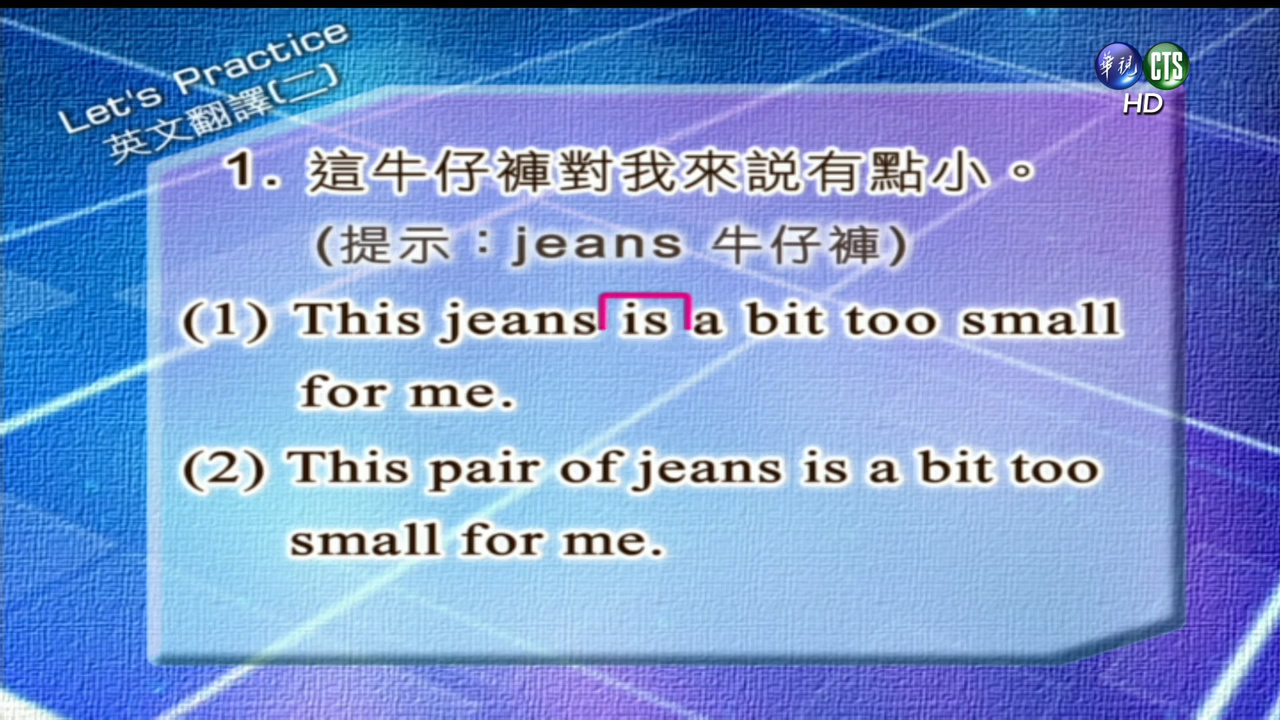 Let's Practice
英文翻譯(二)
華視 CTS
HD
1. 這牛仔褲對我來說有點小。
(提示：jeans 牛仔褲)
(1) This jeans is a bit too small
for me.
(2) This pair of jeans is a bit too
small for me.